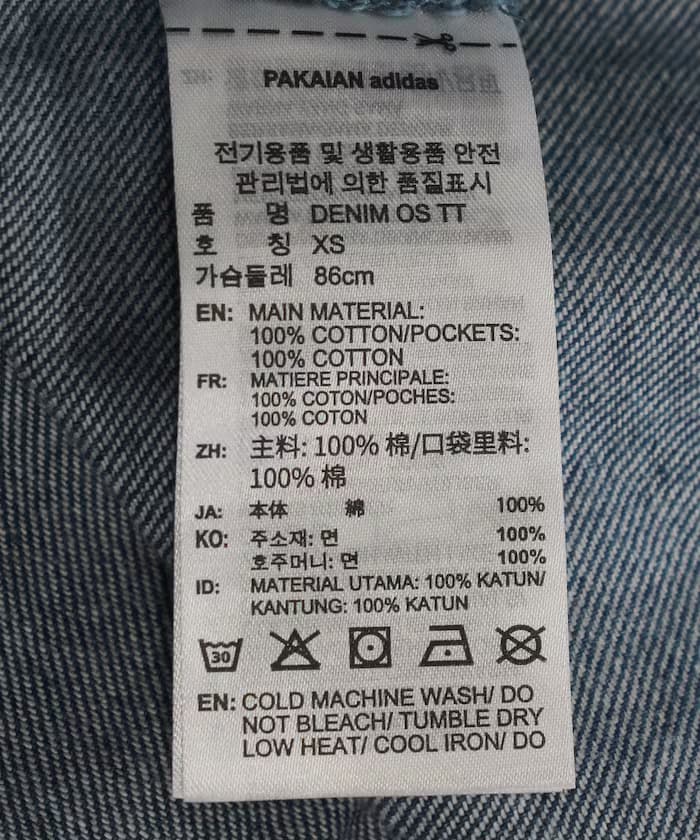 PAKAIAN adidas
전기용품 및 생활용품 안전
관리법에 의한 품질표시
품 명 DENIM OS TT
호 칭 XS
가슴둘레 86cm
EN: MAIN MATERIAL:
100% COTTON/POCKETS:
100% COTTON
FR: MATIERE PRINCIPALE:
100% COTON/POCHES:
100% COTON
ZH: 主料: 100% 棉/口袋里料:
100% 棉
JA: 本体 綿 100%
KO: 주소재: 면 100%
호주머니: 면 100%
ID: MATERIAL UTAMA: 100% KATUN/
KANTUNG: 100% KATUN
30
EN: COLD MACHINE WASH/ DO
NOT BLEACH/ TUMBLE DRY
LOW HEAT/ COOL IRON/ DO